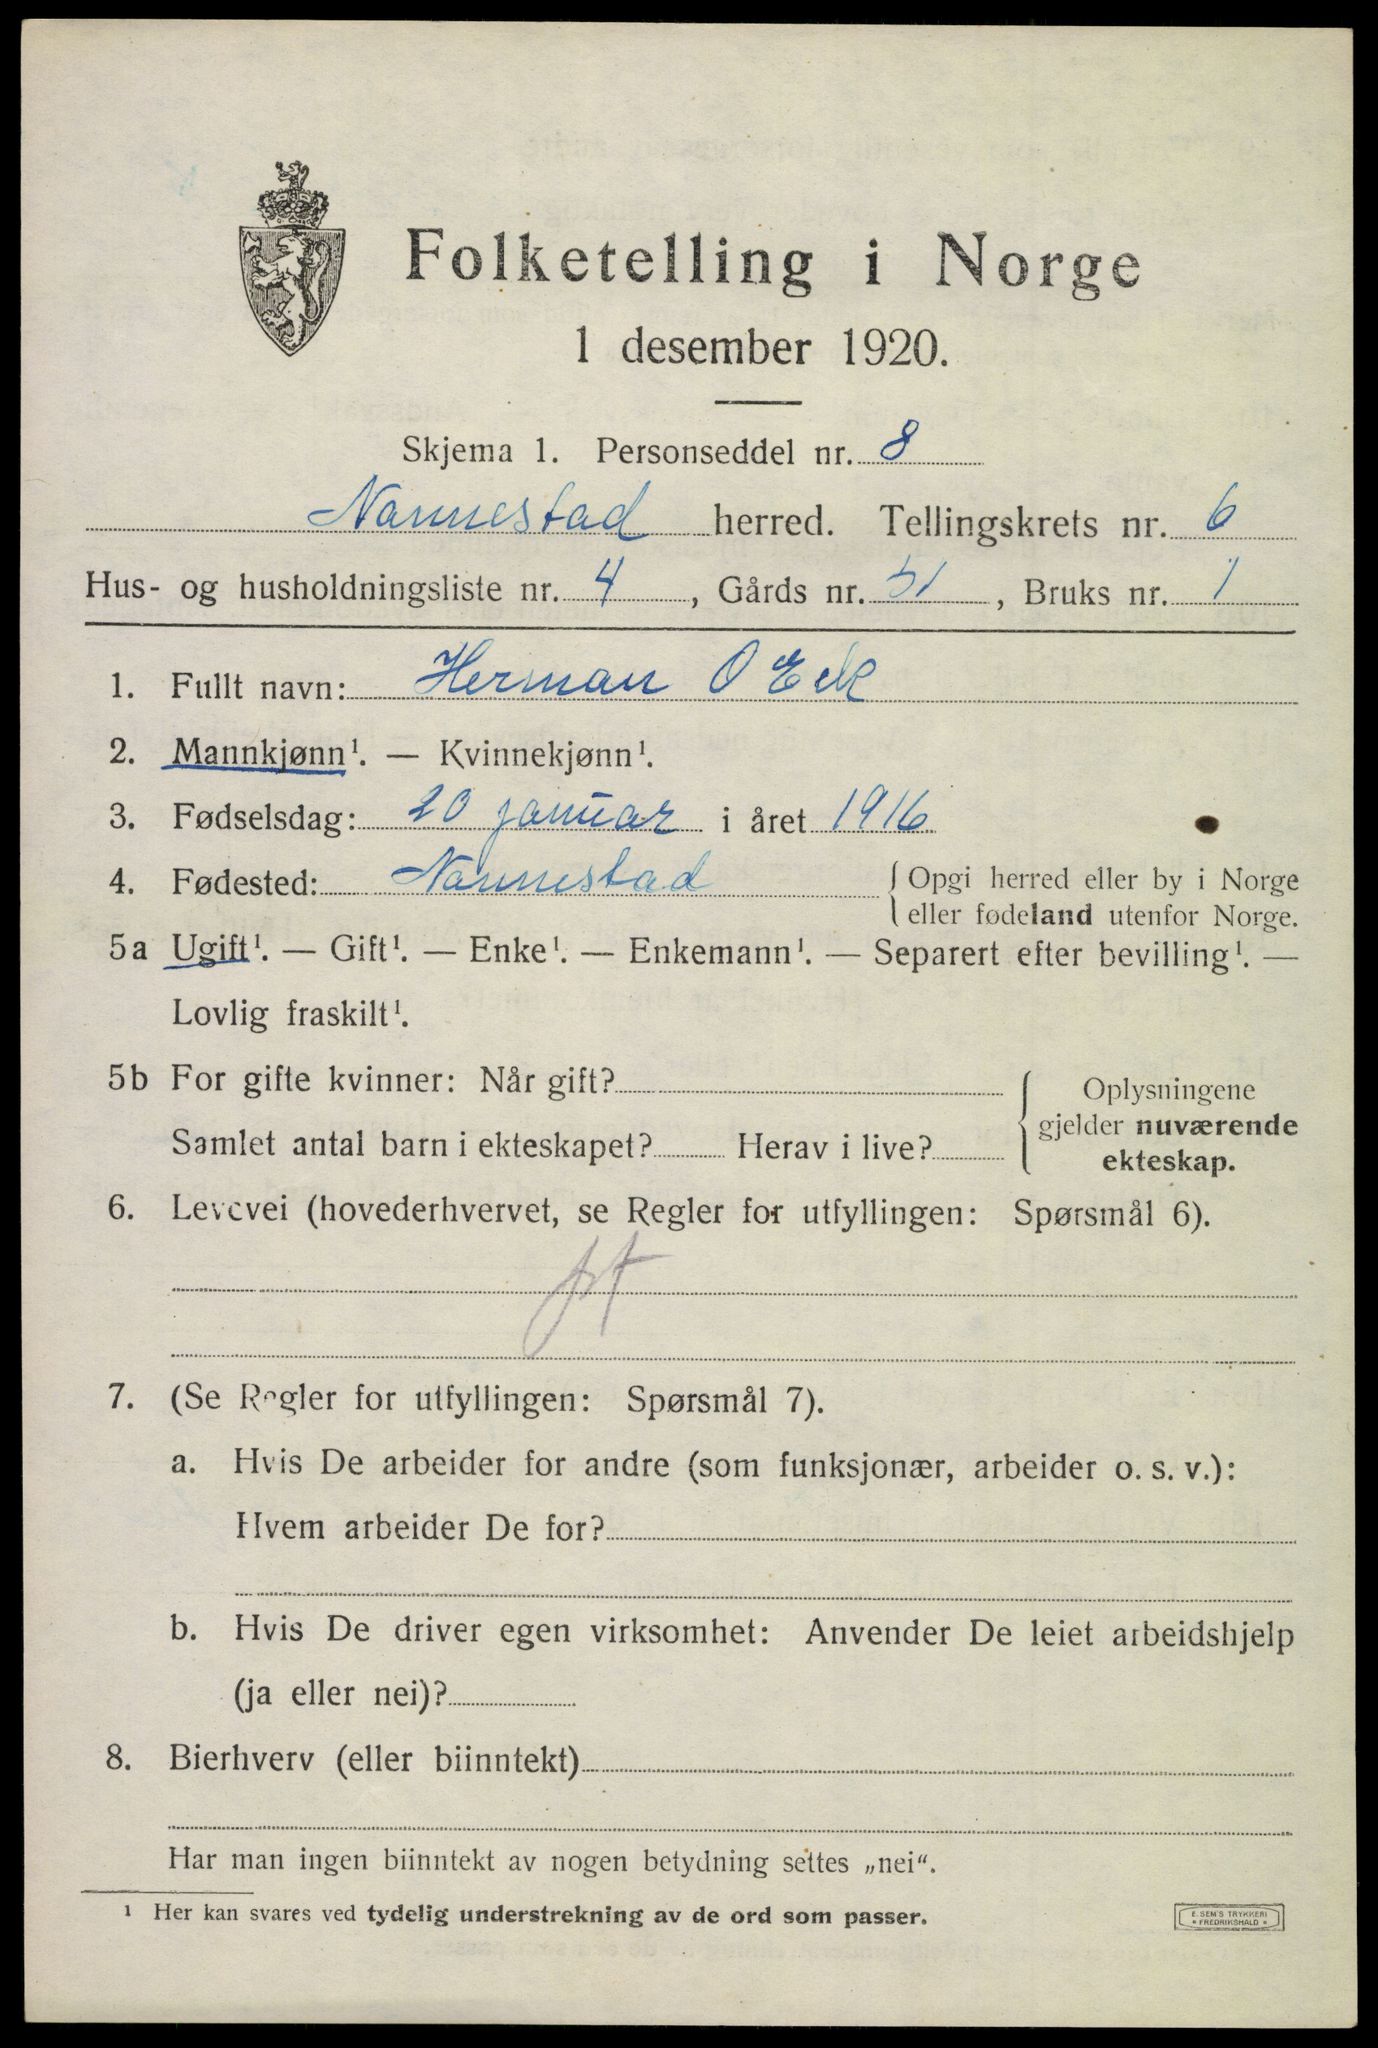 Folketelling i Norge
1 desember 1920.
Skjema 1. Personseddel nr. 8
Nannestad herred. Tellingskrets nr. 6
Hus- og husholdningsliste nr. 4, Gårds nr. 51, Bruks nr. 1
1. Fullt navn: Herman O Eek
2. Mannkjønn¹. — Kvinnekjønn¹.
3. Fødselsdag: 20 januar i året 1916
4. Fødested: Nannestad { Opgi herred eller by i Norge
eller fødeland utenfor Norge.
5a Ugift¹. — Gift¹. — Enke¹. — Enkemann¹. — Separert efter bevilling¹. —
Lovlig fraskilt¹.
5b For gifte kvinner: Når gift?
Samlet antal barn i ekteskapet? Herav i live?
{ Oplysningene
gjelder nuværende
ekteskap.
6. Levevei (hovederhvervet, se Regler for utfyllingen: Spørsmål 6).
7. (Se Regler for utfyllingen: Spørsmål 7).
a. Hvis De arbeider for andre (som funksjonær, arbeider o. s. v.):
Hvem arbeider De for?
b. Hvis De driver egen virksomhet: Anvender De leiet arbeidshjelp
(ja eller nei)?
8. Bierhverv (eller biinntekt)
Har man ingen biinntekt av nogen betydning settes „nei“.
¹ Her kan svares ved tydelig understrekning av de ord som passer.
E. SEM'S TRYKKERI
• FREDRIKSHALD •